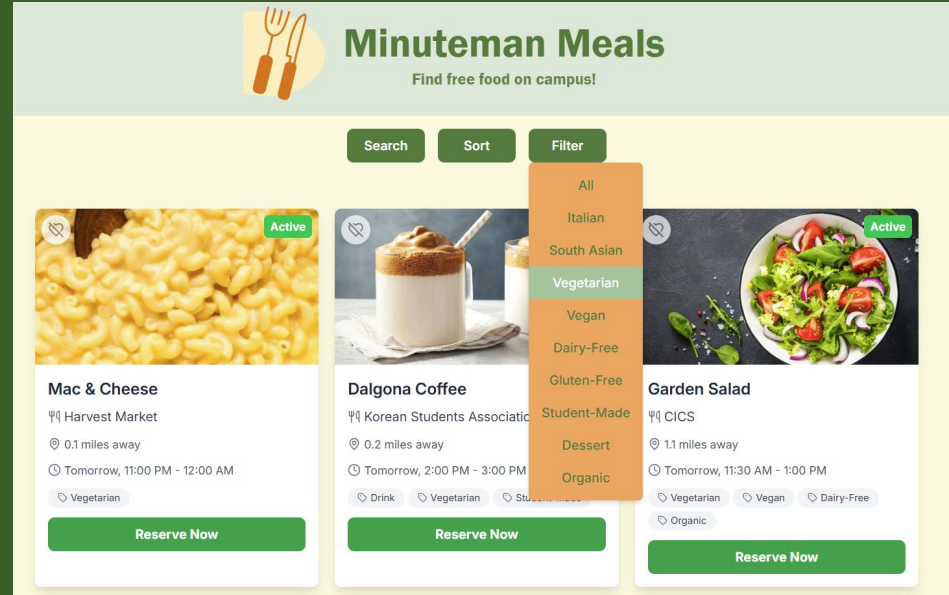 Minuteman Meals
Find free food on campus!
Search
Sort
Filter
All
Italian
South Asian
Vegetarian
Vegan
Dairy-Free
Gluten-Free
Student-Made
Dessert
Organic
Active
Mac & Cheese
Harvest Market
0.1 miles away
Tomorrow, 11:00 PM - 12:00 AM
Vegetarian
Reserve Now
Dalgona Coffee
Korean Students Associatio
0.2 miles away
Tomorrow, 2:00 PM - 3:00 PM
Drink Vegetarian
Reserve Now
Active
Garden Salad
CICS
1.1 miles away
Tomorrow, 11:30 AM - 1:00 PM
Vegetarian Vegan Dairy-Free
Organic
Reserve Now